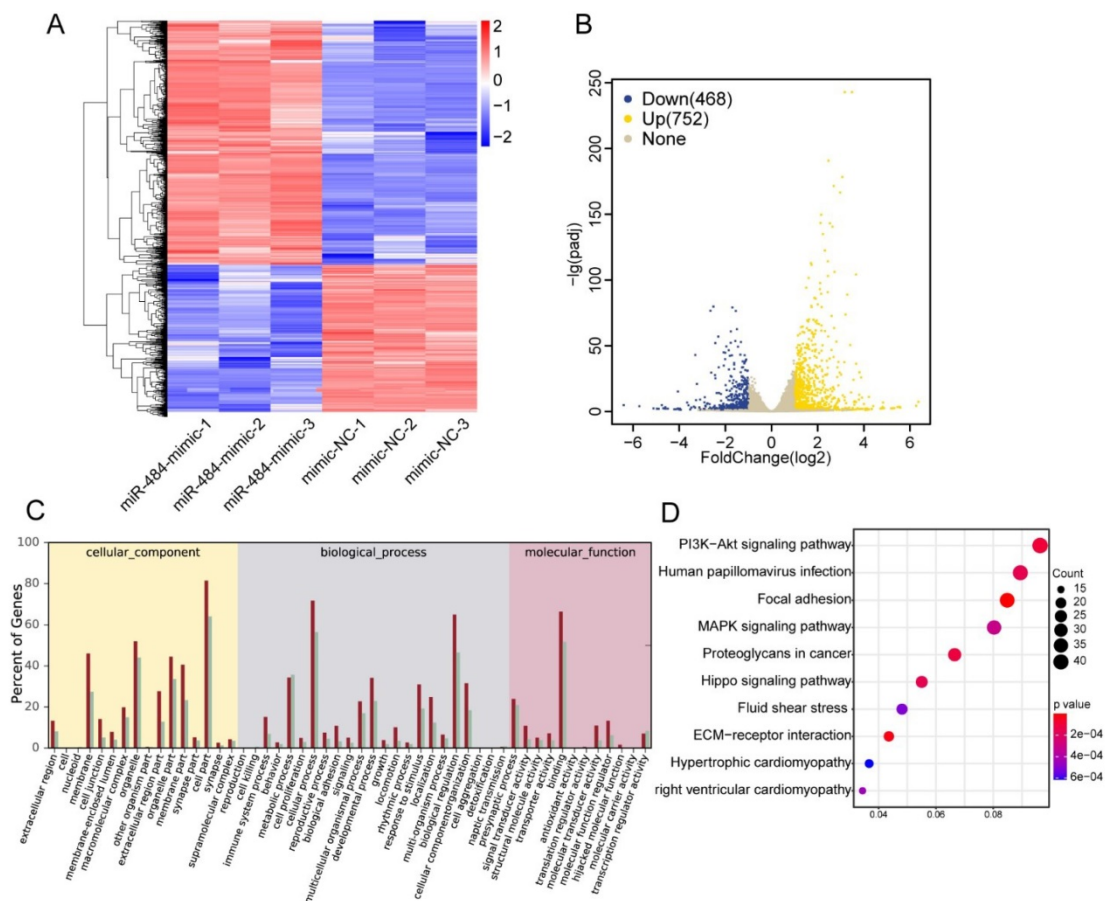 A
2
1
0
−1
−2
miR-484-mimic-1
miR-484-mimic-2
miR-484-mimic-3
mimic-NC-1
mimic-NC-2
mimic-NC-3
B
Down(468)
Up(752)
None
250
200
150
100
50
0
-lg(padj)
−6
−4
−2
0
2
4
6
FoldChange(log2)
C
100
80
60
40
20
0
Percent of Genes
cellular_component
biological_process
molecular_function
extracellular region
cell
nucleoid
membrane
cell junction
membrane-enclosed lumen
macromolecular complex
organelle
other organism part
extracellular region part
organelle part
membrane part
synapse part
cell part
synapse
supramolecular complex
reproduction
cell killing
immune system process
behavior
metabolic process
cell proliferation
cellular process
reproductive process
biological adhesion
signaling
multicellular organismal process
developmental process
growth
locomotion
rhythmic process
response to stimulus
localization
multi-organism process
biological regulation
cellular componentorganization
cell aggregation
detoxification
presynaptic process
naptic transmission
signal transducer activity
structural molecule activity
transporter activity
binding
antioxidant activity
translation regulator activity
molecular transducer activity
molecular function regulator
hijacked molecular function
molecular carrier activity
transcription regulator activity
D
PI3K−Akt signaling pathway
Human papillomavirus infection
Focal adhesion
MAPK signaling pathway
Proteoglycans in cancer
Hippo signaling pathway
Fluid shear stress
ECM−receptor interaction
Hypertrophic cardiomyopathy
right ventricular cardiomyopathy
0.04
0.06
0.08
Count
15
20
25
30
35
40
p value
2e−04
4e−04
6e−04